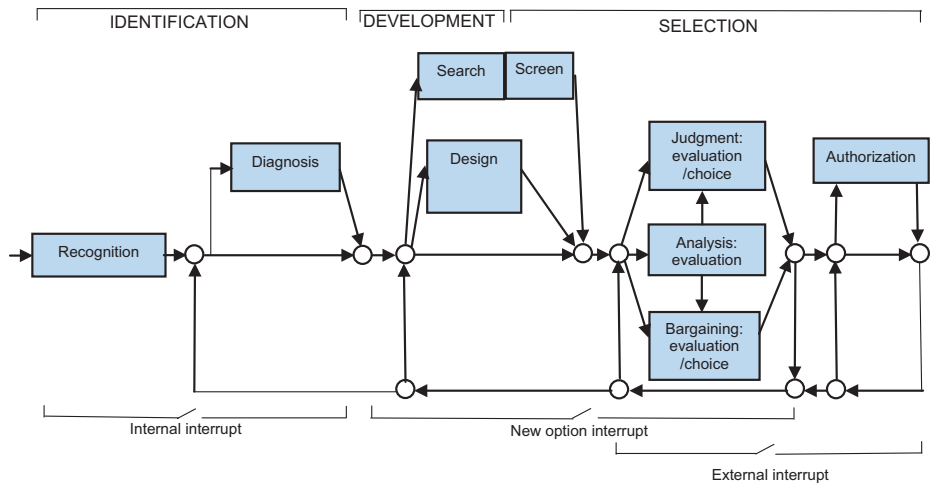 IDENTIFICATION
DEVELOPMENT
SELECTION
Search
Screen
Diagnosis
Design
Judgment:
evaluation
/choice
Authorization
Recognition
Analysis:
evaluation
Bargaining:
evaluation
/choice
Internal interrupt
New option interrupt
External interrupt